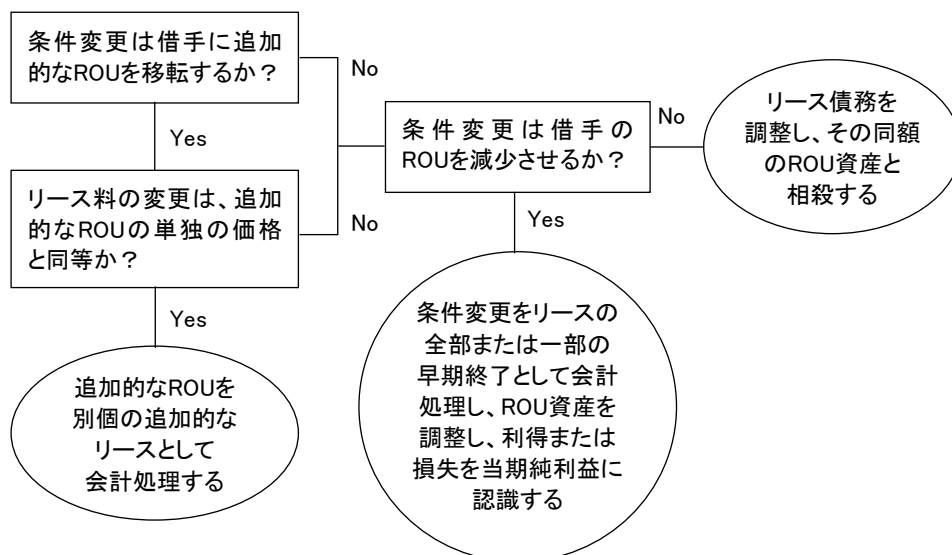 条件変更は借手に追加
的なROUを移転するか？
No
Yes
リース料の変更は、追加
的なROUの単独の価格
と同等か？
No
Yes
追加的なROUを
別個の追加的な
リースとして
会計処理する
条件変更は借手の
ROUを減少させるか？
No
Yes
リース債務を
調整し、その同額
のROU資産と
相殺する
条件変更をリースの
全部または一部の
早期終了として会計
処理し、ROU資産を
調整し、利得または
損失を当期純利益に
認識する